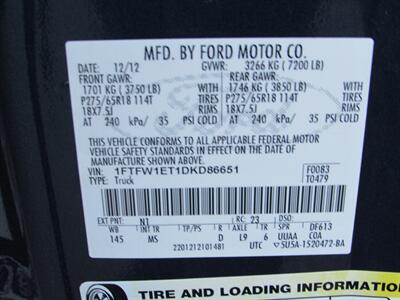 MFD. BY FORD MOTOR CO.
DATE: 12/12 GVWR: 3266 KG ( 7200 LB)
FRONT GAWR: REAR GAWR:
1701 KG ( 3750 LB) WITH 1746 KG ( 3850 LB) WITH
P275/65R18 114T TIRES P275/65R18 114T TIRES
18X7.5J RIMS 18X7.5J RIMS
AT 240 kPa/ 35 PSI COLD AT 240 kPa/ 35 PSI COLD
THIS VEHICLE CONFORMS TO ALL APPLICABLE FEDERAL MOTOR
VEHICLE SAFETY STANDARDS IN EFFECT ON THE DATE OF
MANUFACTURE SHOWN ABOVE.
VIN: 1FTFW1ET1DKD86651 F0083
TYPE: Truck T0479
EXT PNT: N1 RC: 23 DSO:
WB INT TR TP/PS R AXLE TR SPR DF613
145 MS D L9 6 UUAA COA
2201212101481 UTC 5U5A-1520472-BA
TIRE AND LOADING INFORMATION